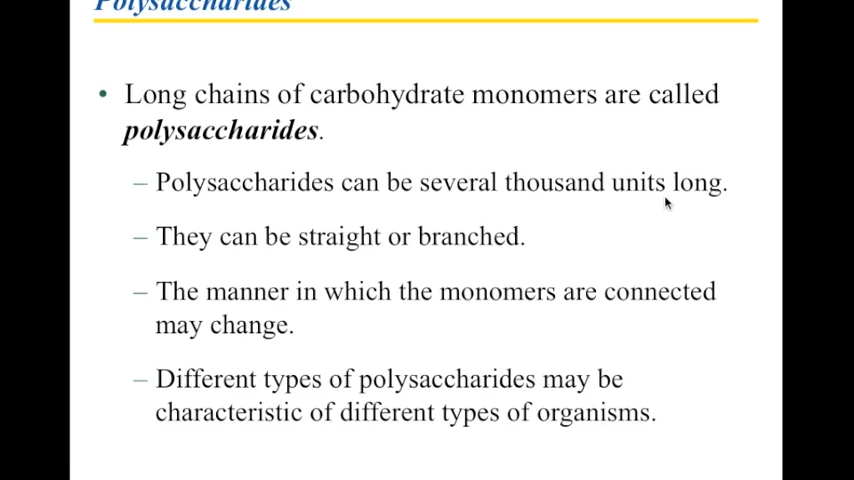 Polysaccharides
• Long chains of carbohydrate monomers are called
polysaccharides.
– Polysaccharides can be several thousand units long.
– They can be straight or branched.
– The manner in which the monomers are connected
may change.
– Different types of polysaccharides may be
characteristic of different types of organisms.